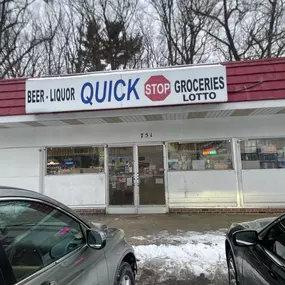 BEER - LIQUOR QUICK STOP GROCERIES
LOTTO
751